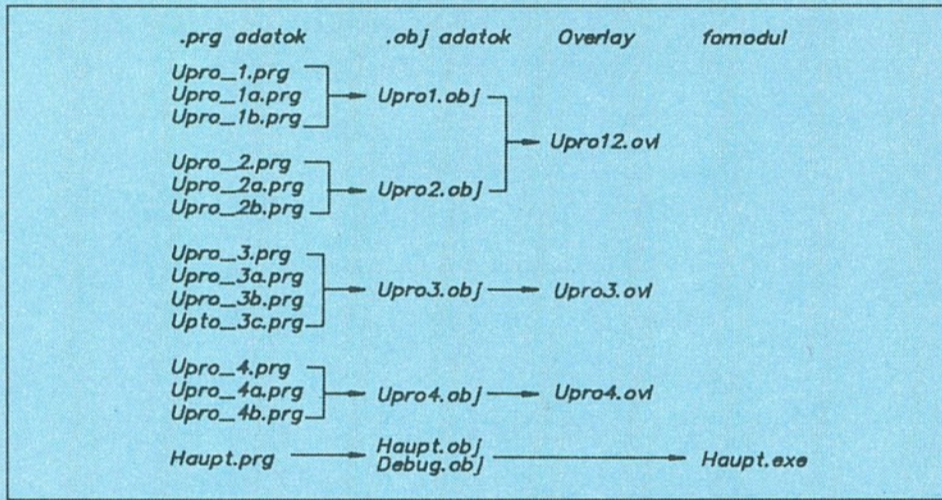 .prg adatok .obj adatok Overlay fomodul
Upro_1.prg
Upro_1a.prg Upro1.obj
Upro_1b.prg
Upro12.ovl
Upro_2.prg
Upro_2a.prg Upro2.obj
Upro_2b.prg
Upro_3.prg
Upro_3a.prg
Upro3.obj Upro3.ovl
Upro_3b.prg
Upto_3c.prg
Upro_4.prg
Upro_4a.prg Upro4.obj Upro4.ovl
Upro_4b.prg
Haupt.obj
Haupt.prg Haupt.exe
Debug.obj